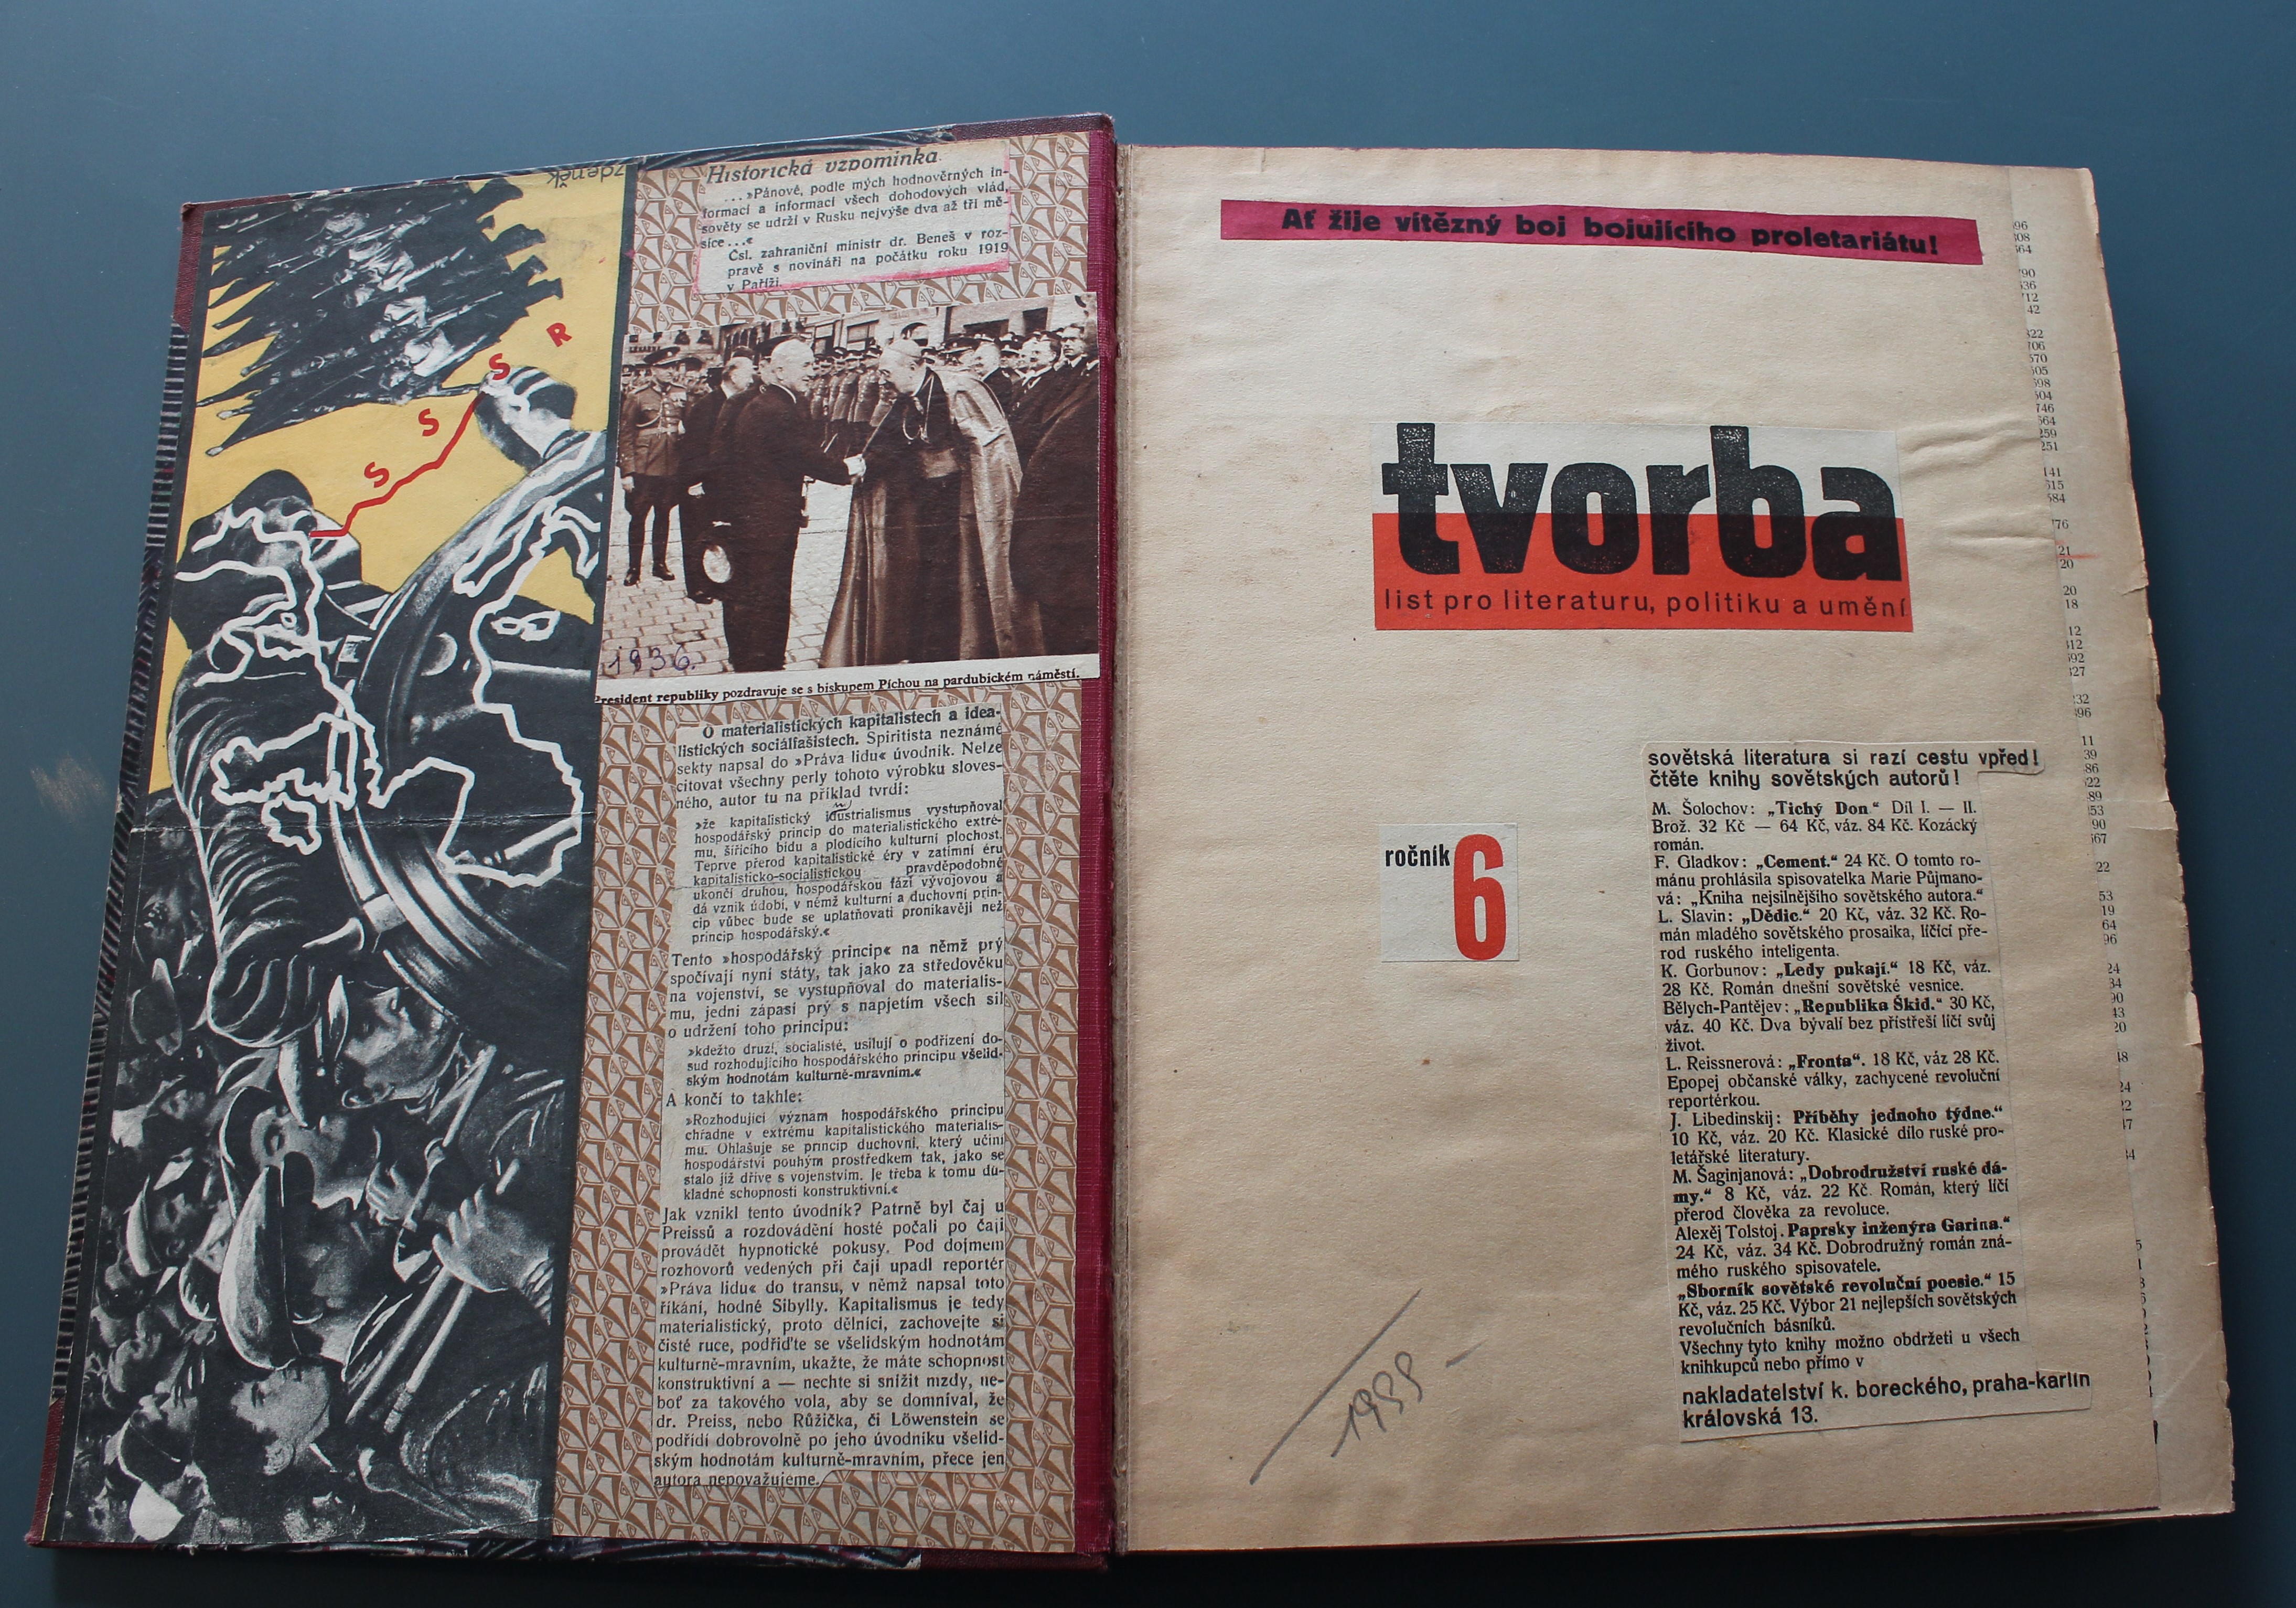 zdeněk
S S S R
Historická vzpomínka.
...»Pánové, podle mých hodnověrných in-
formací a informací všech dohodových vlád,
sověty se udrží v Rusku nejvýše dva až tři mě-
síce...«
Čsl. zahraniční ministr dr. Beneš v roz-
pravě s novináři na počátku roku 1919
v Paříži.
1936.
President republiky pozdravuje se s biskupem Píchou na pardubickém náměstí.
O materialistických kapitalistech a idea-
listických sociálfašistech. Spiritista neznámé
sekty napsal do »Práva lidu« úvodník. Nelze
citovat všechny perly tohoto výrobku sloves-
ného, autor tu na příklad tvrdí:
»že kapitalistický idustrialismus vystupňoval
hospodářský princip do materialistického extré-
mu, šířícího bídu a plodícího kulturní plochost.
Teprve přerod kapitalistické éry v zatímní éru
kapitalisticko-socialistickou pravděpodobně
ukončí druhou, hospodářskou fázi vývojovou a
dá vznik údobí, v němž kulturní a duchovní prin-
cip vůbec bude se uplatňovati pronikavěji než
princip hospodářský.«
Tento »hospodářský princip« na němž prý
spočívají nyní státy, tak jako za středověku
na vojenství, se vystupňoval do materialis-
mu, jedni zápasí prý s napjetím všech sil
o udržení toho principu:
»kdežto druzí, socialisté, usilují o podřízení do-
sud rozhodujícího hospodářského principu všelid-
ským hodnotám kulturně-mravním.«
A končí to takhle:
»Rozhodující význam hospodářského principu
chřadne v extrému kapitalistického materialis-
mu. Ohlašuje se princip duchovní, který učiní
hospodářství pouhým prostředkem tak, jako se
stalo již dříve s vojenstvím. Je třeba k tomu dů-
kladné schopnosti konstruktivní.«
Jak vznikl tento úvodník? Patrně byl čaj u
Preissů a rozdovádění hosté počali po čaji
provádět hypnotické pokusy. Pod dojmem
rozhovorů vedených při čaji upadl reportér
»Práva lidu« do transu, v němž napsal toto
říkání, hodné Sibylly. Kapitalismus je tedy
materialistický, proto dělníci, zachovejte si
čisté ruce, podřiďte se všelidským hodnotám
kulturně-mravním, ukažte, že máte schopnost
konstruktivní a — nechte si snížit mzdy, ne-
boť za takového vola, aby se domníval, že
dr. Preiss, nebo Růžička, či Löwenstein se
podřídí dobrovolně po jeho úvodníku všelid-
ským hodnotám kulturně-mravním, přece jen
autora nepovažujeme.
Ať žije vítězný boj bojujícího proletariátu!
tvorba
list pro literaturu, politiku a umění
ročník 6
sovětská literatura si razí cestu vpřed!
čtěte knihy sovětských autorů!
M. Šolochov: „Tichý Don“ Díl I. — II.
Brož. 32 Kč — 64 Kč, váz. 84 Kč. Kozácký
román.
F. Gladkov: „Cement.“ 24 Kč. O tomto ro-
mánu prohlásila spisovatelka Marie Půjmano-
vá: „Kniha nejsilnějšího sovětského autora.“
L. Slavin: „Dědic.“ 20 Kč, váz. 32 Kč. Ro-
mán mladého sovětského prosaika, líčící pře-
rod ruského inteligenta.
K. Gorbunov: „Ledy pukají.“ 18 Kč, váz.
28 Kč. Román dnešní sovětské vesnice.
Bělych-Pantějev: „Republika Škid.“ 30 Kč,
váz. 40 Kč. Dva bývalí bez přístřeší líčí svůj
život.
L. Reissnerová: „Fronta“. 18 Kč, váz 28 Kč.
Epopej občanské války, zachycené revoluční
reportérkou.
J. Libedinskij: Příběhy jednoho týdne.“
10 Kč, váz. 20 Kč. Klasické dílo ruské pro-
letářské literatury.
M. Šaginjanová: „Dobrodružství ruské dá-
my.“ 8 Kč, váz. 22 Kč. Román, který líčí
přerod člověka za revoluce.
Alexěj Tolstoj. Paprsky inženýra Garina.“
24 Kč, váz. 34 Kč. Dobrodružný román zná-
mého ruského spisovatele.
„Sborník sovětské revoluční poesie.“ 15
Kč, váz. 25 Kč. Výbor 21 nejlepších sovětských
revolučních básníků.
Všechny tyto knihy možno obdržeti u všech
knihkupců nebo přímo v
nakladatelství k. boreckého, praha-karlín
královská 13.